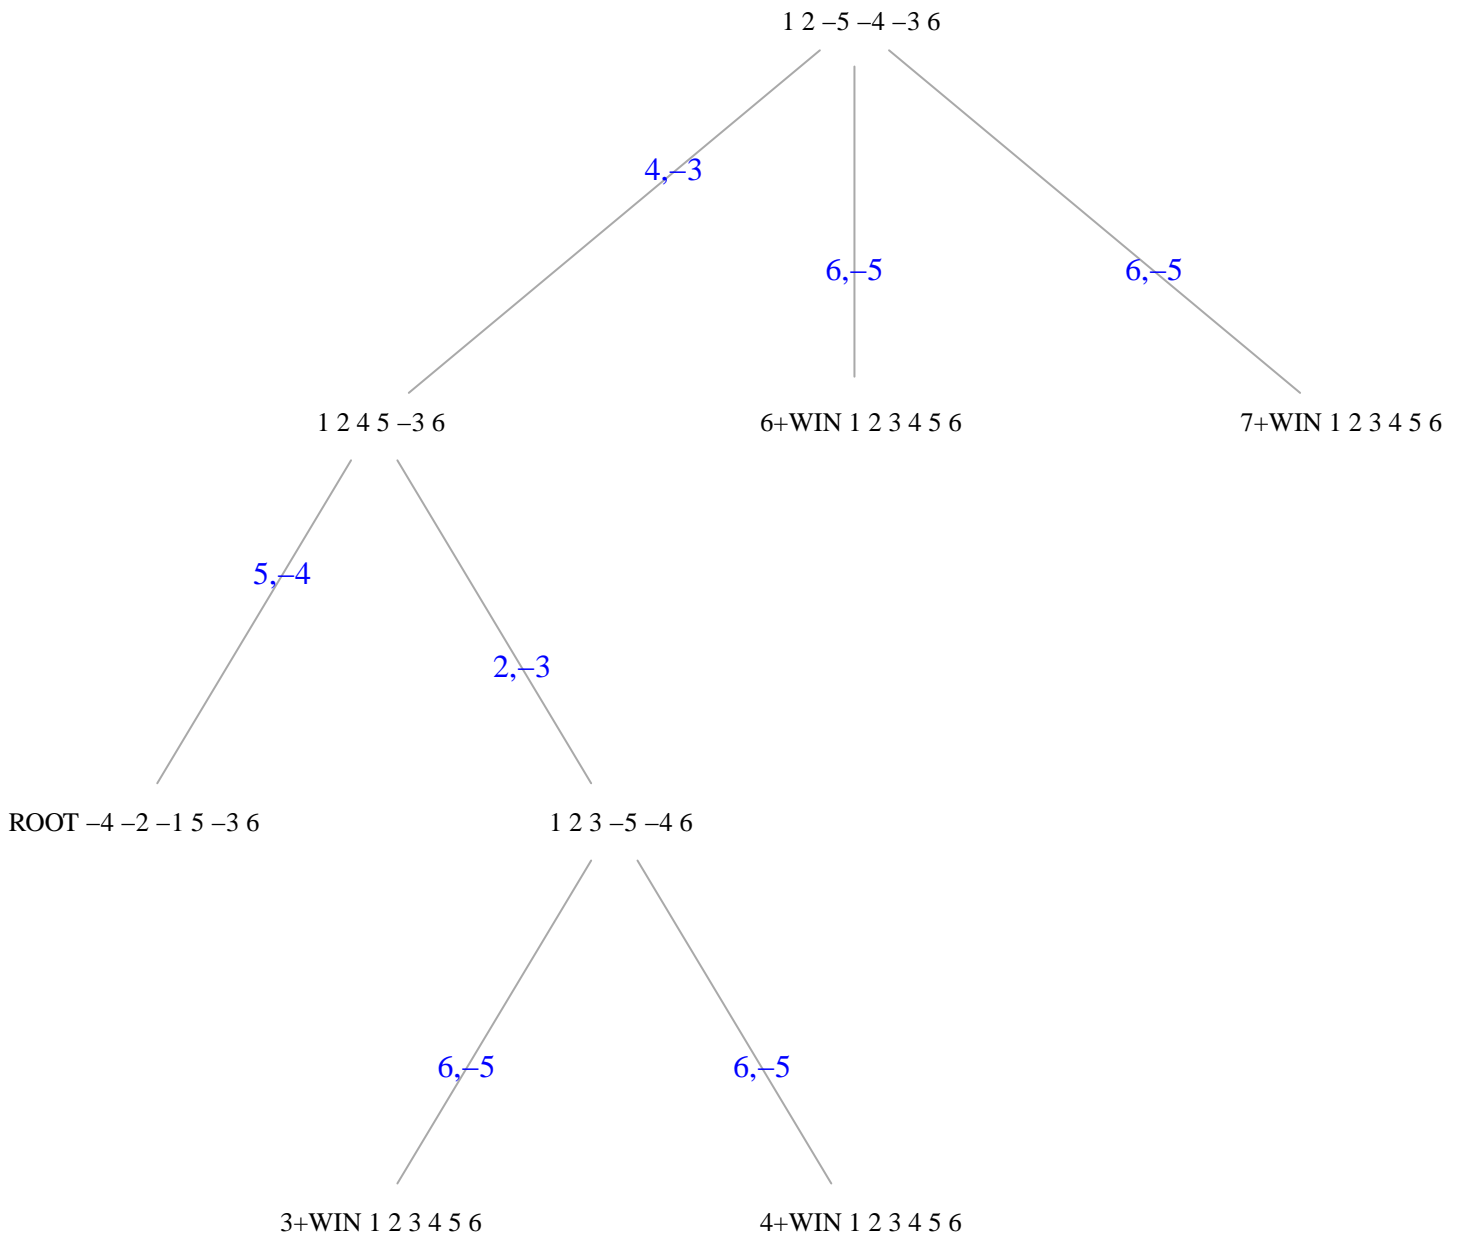 1 2 –5 –4 –3 6
4,–3
6,–5
6,–5
1 2 4 5 –3 6
6+WIN 1 2 3 4 5 6
7+WIN 1 2 3 4 5 6
5,–4
2,–3
ROOT –4 –2 –1 5 –3 6
1 2 3 –5 –4 6
6,–5
6,–5
3+WIN 1 2 3 4 5 6
4+WIN 1 2 3 4 5 6